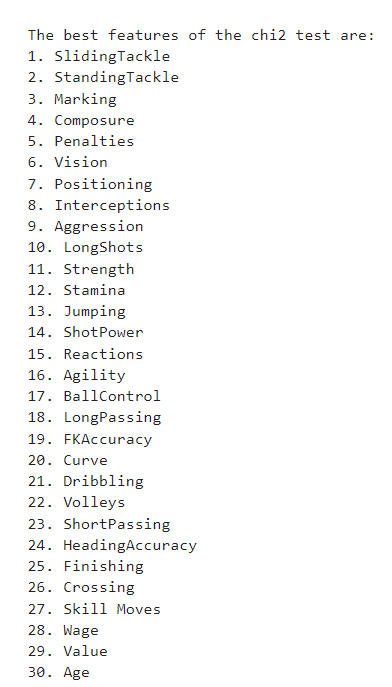 The best features of the chi2 test are:
1. SlidingTackle
2. StandingTackle
3. Marking
4. Composure
5. Penalties
6. Vision
7. Positioning
8. Interceptions
9. Aggression
10. LongShots
11. Strength
12. Stamina
13. Jumping
14. ShotPower
15. Reactions
16. Agility
17. BallControl
18. LongPassing
19. FKAccuracy
20. Curve
21. Dribbling
22. Volleys
23. ShortPassing
24. HeadingAccuracy
25. Finishing
26. Crossing
27. Skill Moves
28. Wage
29. Value
30. Age